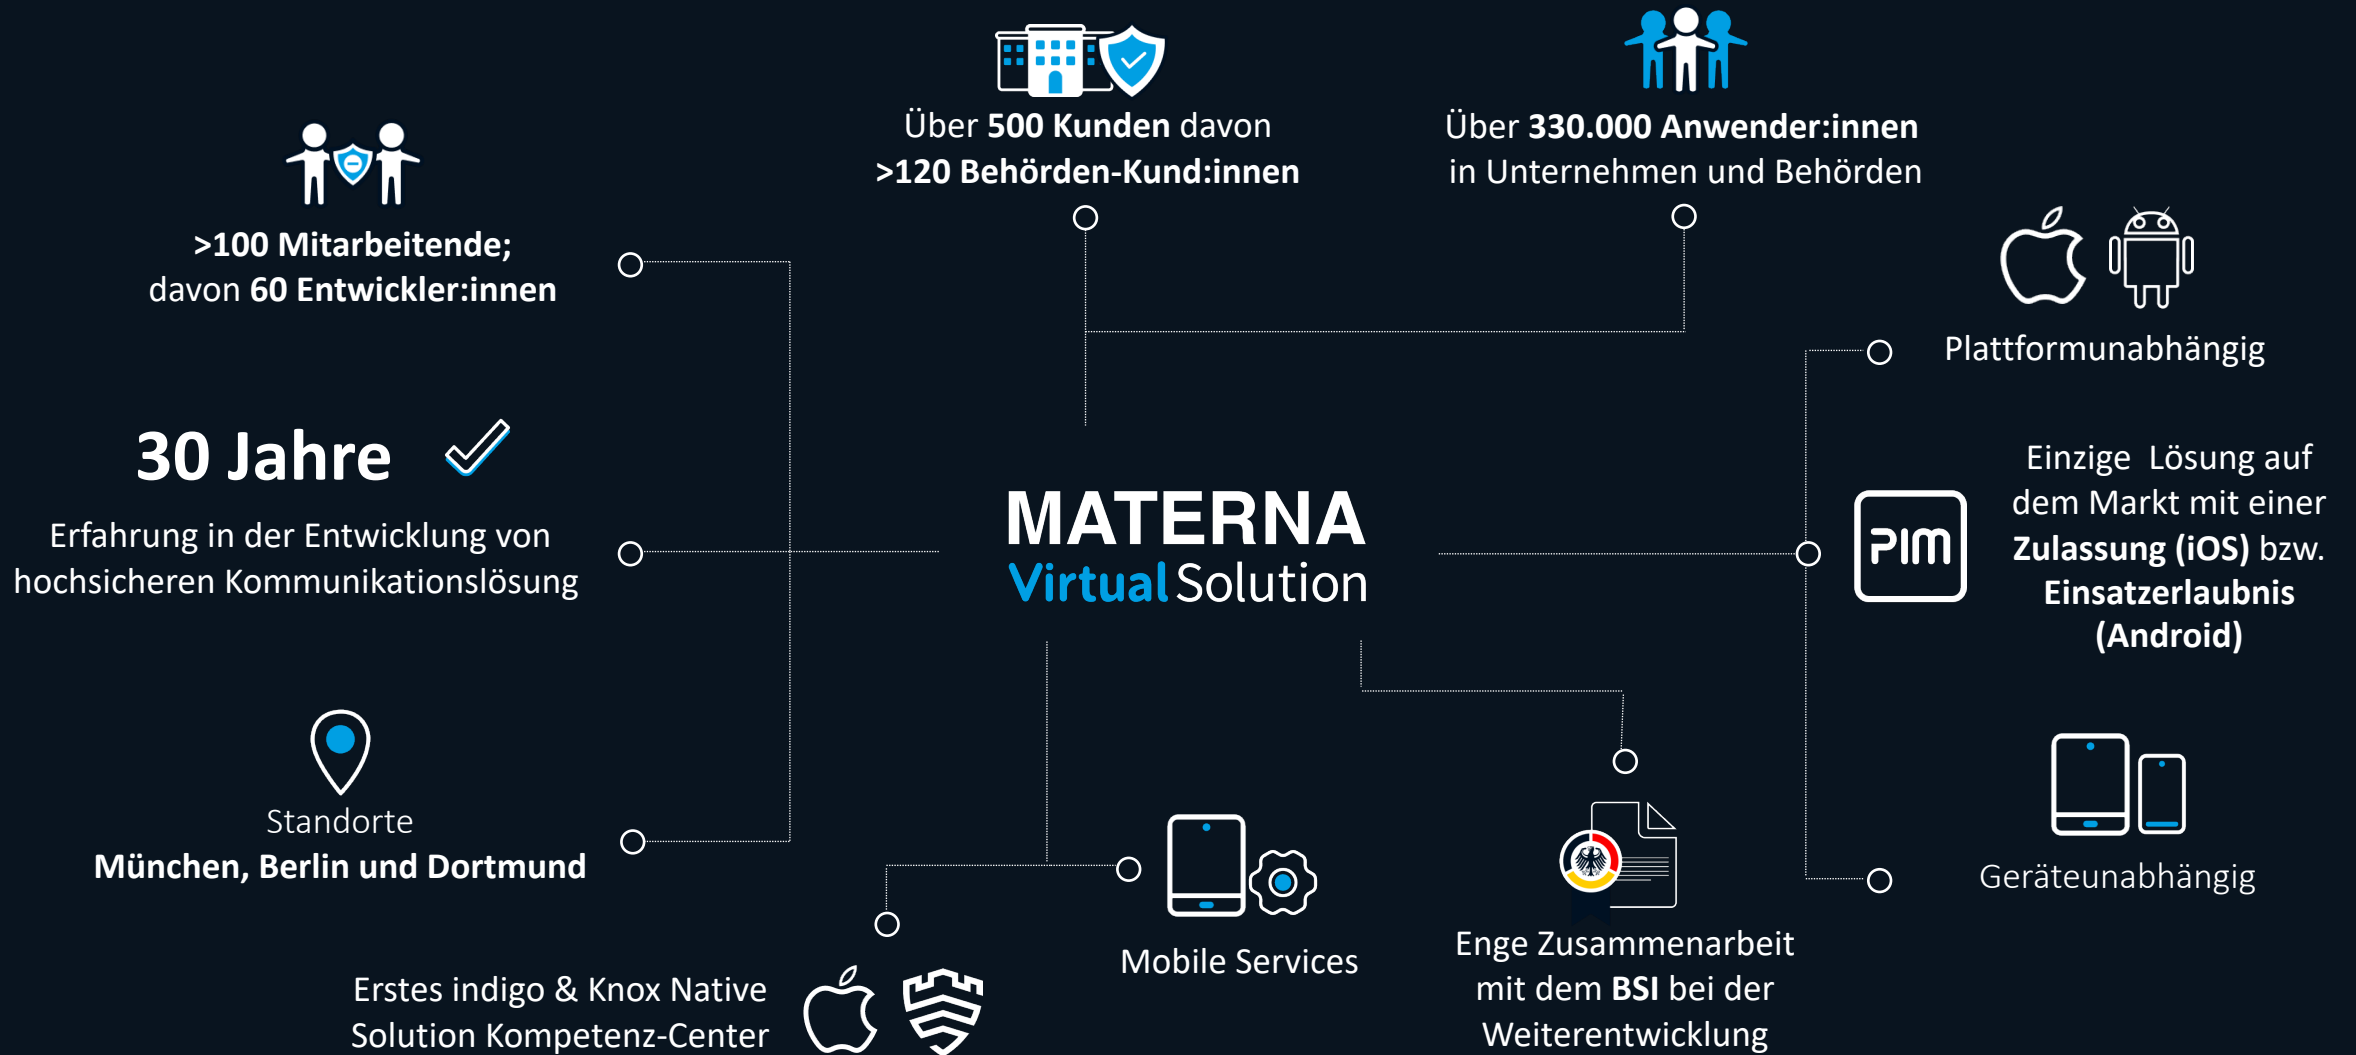 >100 Mitarbeitende;
davon 60 Entwickler:innen
Über 500 Kunden davon
>120 Behörden-Kund:innen
Über 330.000 Anwender:innen
in Unternehmen und Behörden
Plattformunabhängig
30 Jahre
Erfahrung in der Entwicklung von
hochsicheren Kommunikationslösung
MATERNA
Virtual Solution
PIM
Einzige Lösung auf
dem Markt mit einer
Zulassung (iOS) bzw.
Einsatzerlaubnis
(Android)
Standorte
München, Berlin und Dortmund
Geräteunabhängig
Erstes indigo & Knox Native
Solution Kompetenz-Center
Mobile Services
Enge Zusammenarbeit
mit dem BSI bei der
Weiterentwicklung